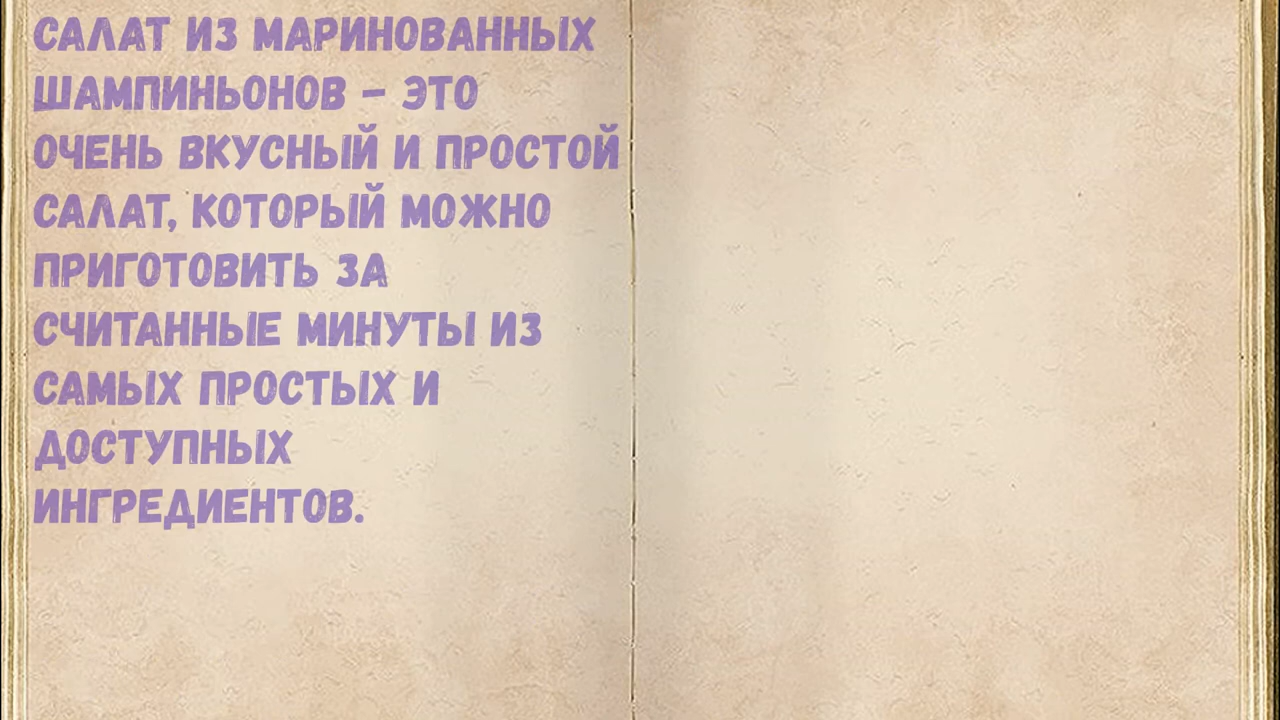 САЛАТ ИЗ МАРИНОВАННЫХ
ШАМПИНЬОНОВ – ЭТО
ОЧЕНЬ ВКУСНЫЙ И ПРОСТОЙ
САЛАТ, КОТОРЫЙ МОЖНО
ПРИГОТОВИТЬ ЗА
СЧИТАННЫЕ МИНУТЫ ИЗ
САМЫХ ПРОСТЫХ И
ДОСТУПНЫХ
ИНГРЕДИЕНТОВ.